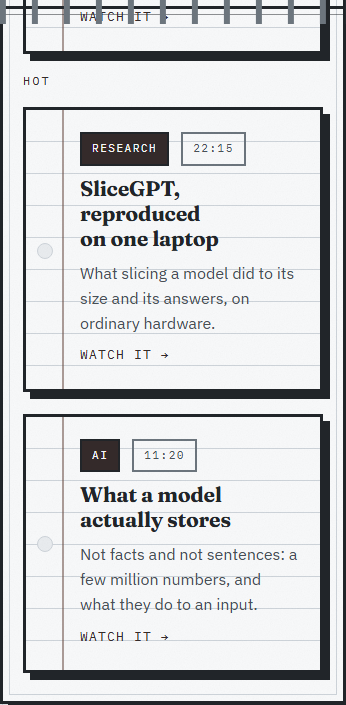 WATCH IT →
HOT
RESEARCH 22:15
SliceGPT,
reproduced
on one laptop
What slicing a model did to its
size and its answers, on
ordinary hardware.
WATCH IT →
AI 11:20
What a model
actually stores
Not facts and not sentences: a
few million numbers, and
what they do to an input.
WATCH IT →